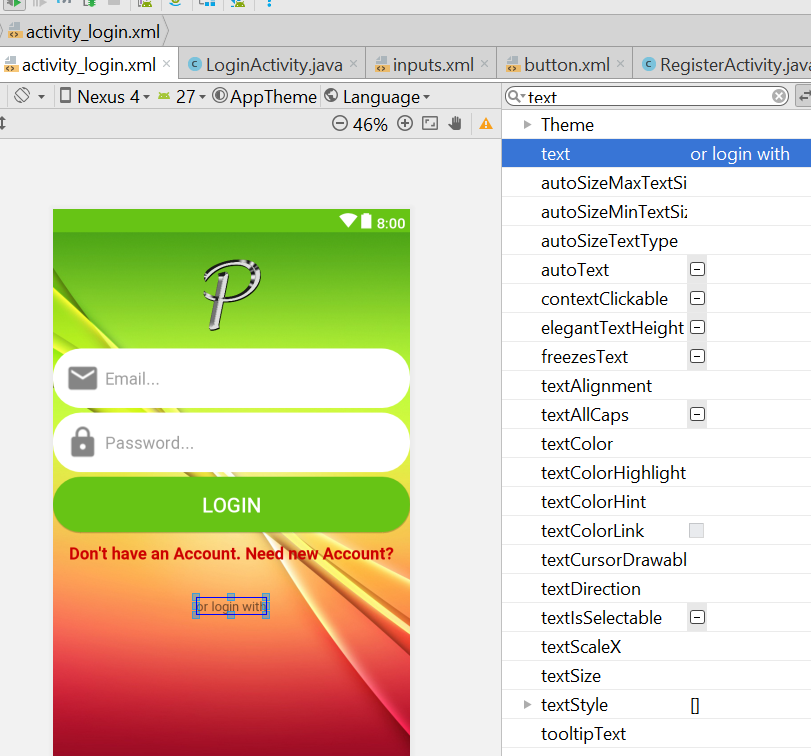 activity_login.xml
activity_login.xml LoginActivity.java inputs.xml button.xml RegisterActivity.java
Nexus 4 27 AppTheme Language
text
46%
Theme
text or login with
autoSizeMaxTextSi
autoSizeMinTextSiz
autoSizeTextType
autoText
contextClickable
elegantTextHeight
freezesText
textAlignment
textAllCaps
textColor
textColorHighlight
textColorHint
textColorLink
textCursorDrawabl
textDirection
textIsSelectable
textScaleX
textSize
textStyle []
tooltipText
8:00
P
Email...
Password...
LOGIN
Don't have an Account. Need new Account?
or login with